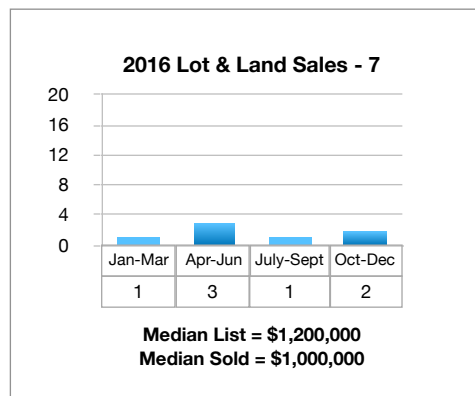 2016 Lot & Land Sales - 7
20
16
12
8
4
0
Jan-Mar Apr-Jun July-Sept Oct-Dec
1 3 1 2
Median List = $1,200,000
Median Sold = $1,000,000